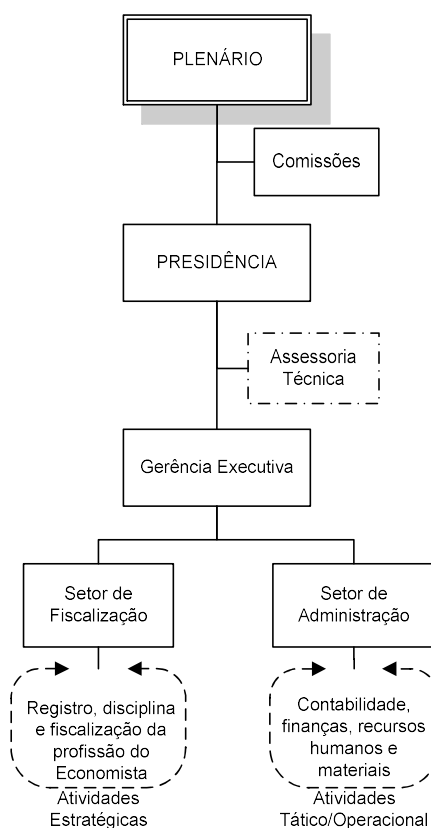 PLENÁRIO
Comissões
PRESIDÊNCIA
Assessoria
Técnica
Gerência Executiva
Setor de
Fiscalização
Setor de
Administração
Registro, disciplina
e fiscalização da
profissão do
Economista
Atividades
Estratégicas
Contabilidade,
finanças, recursos
humanos e
materiais
Atividades
Tático/Operacional